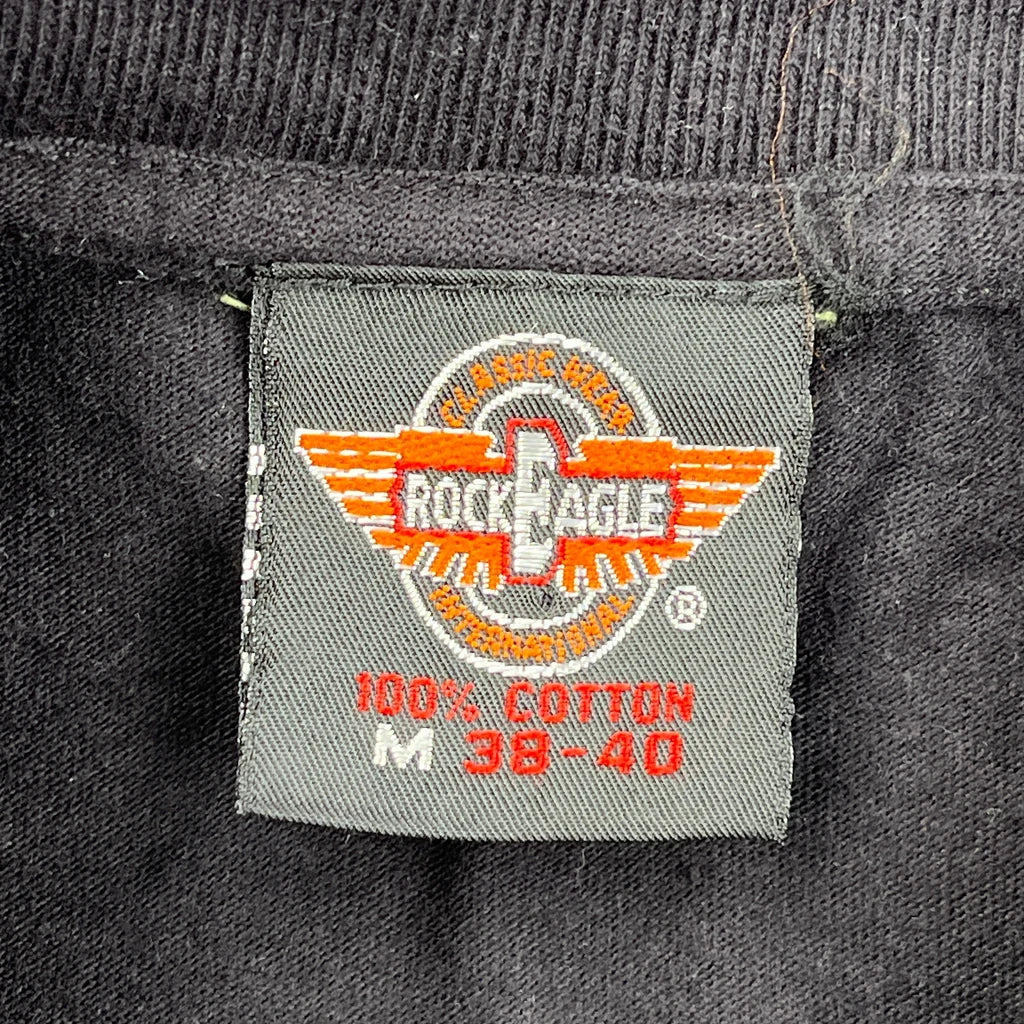 CLASSIC WEAR
ROCK EAGLE
INTERNATIONAL
®
100% COTTON
M 38-40